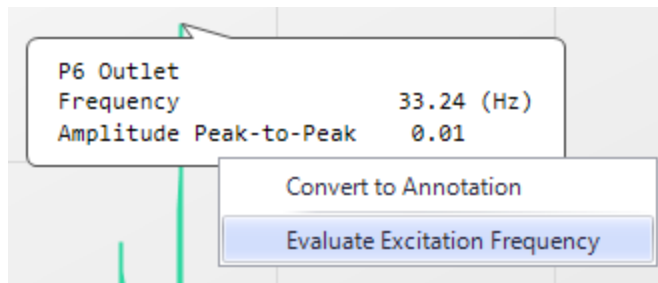 P6 Outlet
Frequency 33.24 (Hz)
Amplitude Peak-to-Peak 0.01
Convert to Annotation
Evaluate Excitation Frequency